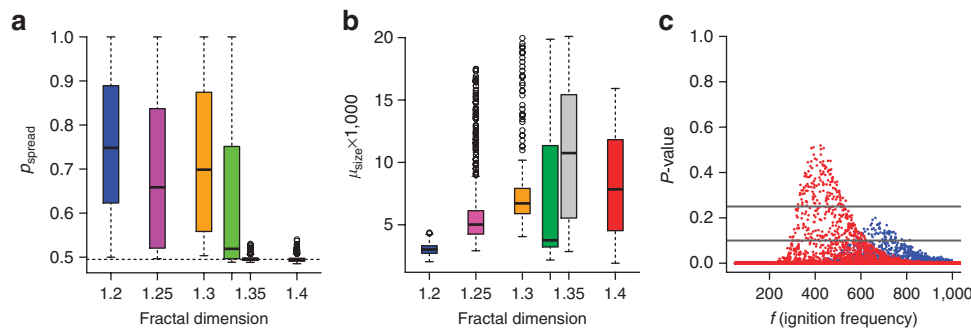 a
1.0
0.9
0.8
0.7
0.6
0.5
p spread
1.2 1.25 1.3 1.35 1.4
Fractal dimension
b
20
15
10
5
μsize×1,000
1.2 1.25 1.3 1.35 1.4
Fractal dimension
c
1.0
0.8
0.6
0.4
0.2
0.0
P-value
200 400 600 800 1,000
f (ignition frequency)